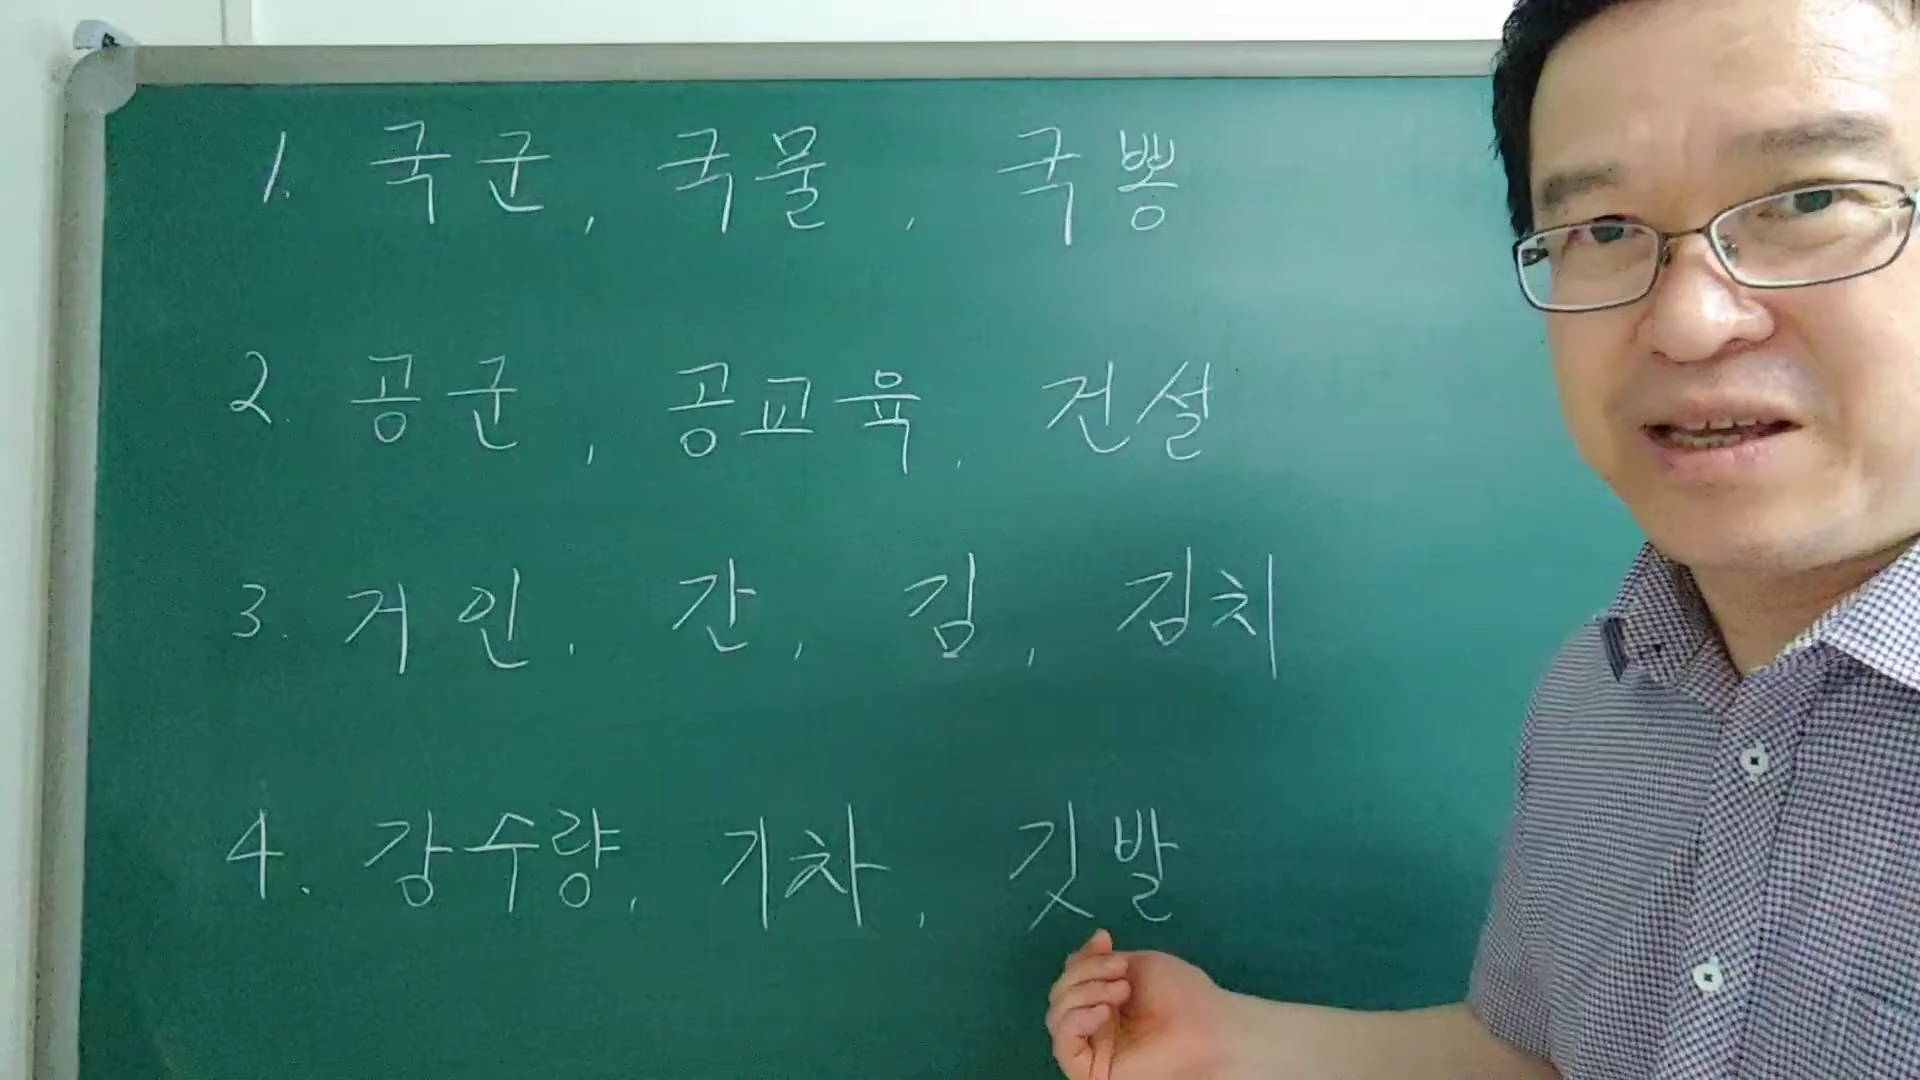 1. 국군, 국물, 국뽕
2. 공군, 공교육, 건설
3. 거인, 간, 김, 김치
4. 강수량, 기차, 깃발